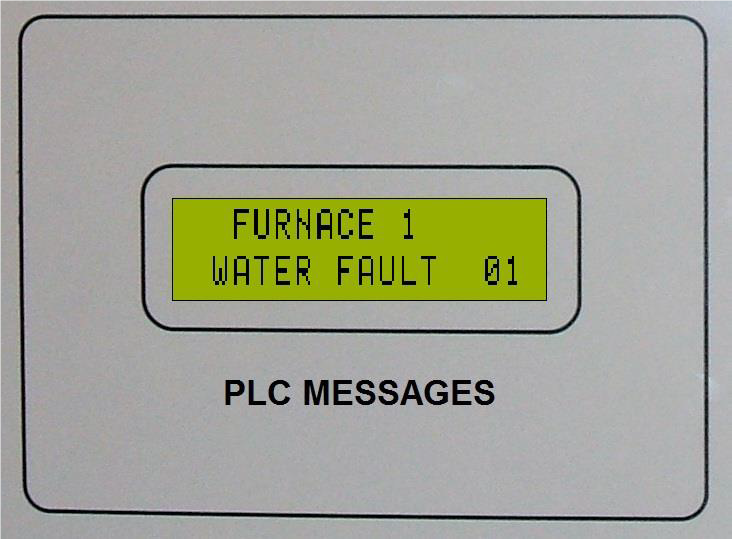 FURNACE 1
WATER FAULT 01
PLC MESSAGES